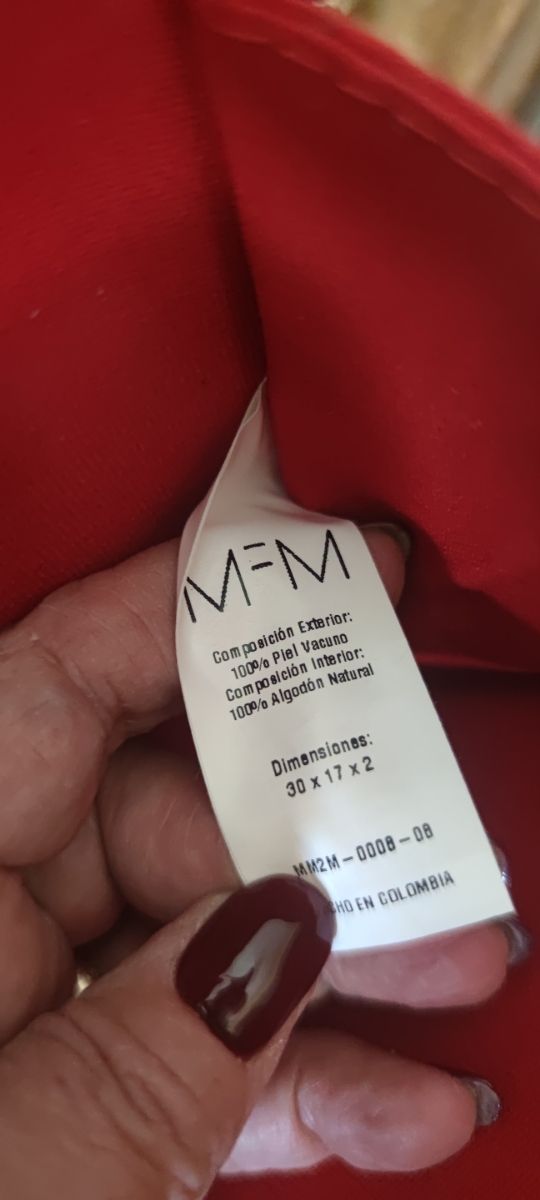 MFM
Composición Exterior:
100% Piel Vacuno
Composición Interior:
100% Algodón Natural
Dimensiones:
30 x 17 x 2
MM2M-0008-08
EN COLOMBIA